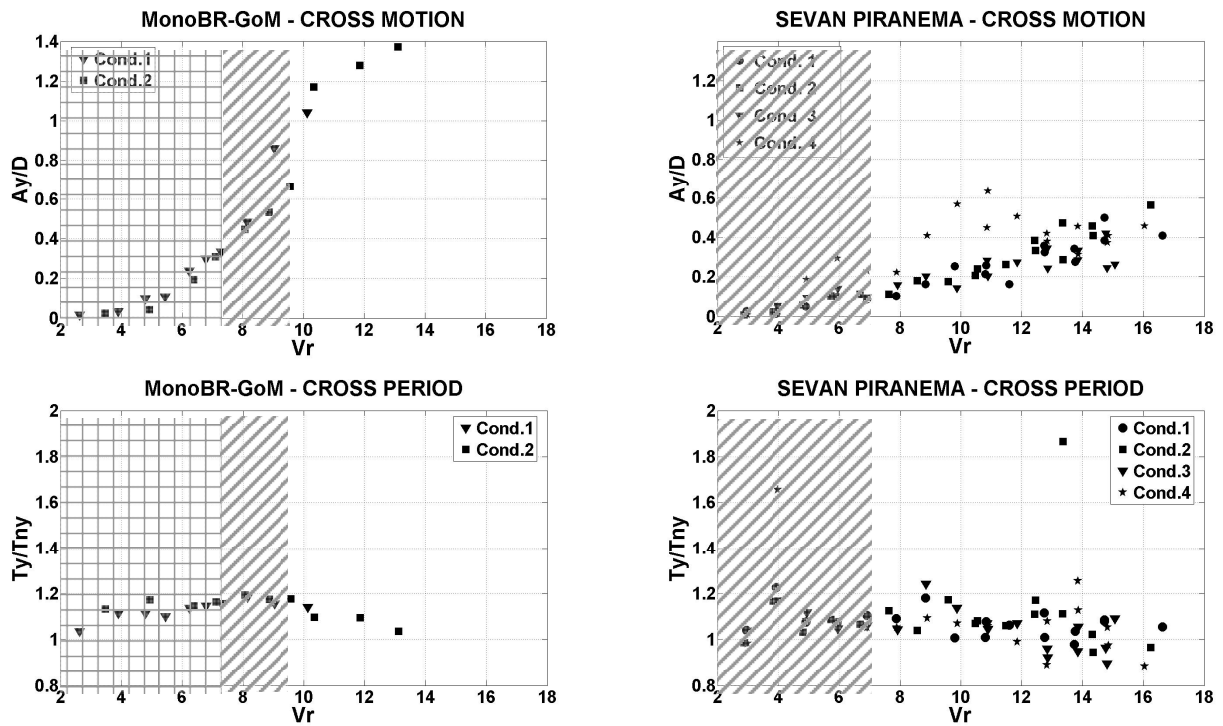 MonoBR-GoM - CROSS MOTION
1.4
1.2
1
0.8
0.6
0.4
0.2
0
Ay/D
Cond.1
Cond.2
2 4 6 8 10 12 14 16 18
Vr
SEVAN PIRANEMA - CROSS MOTION
1.2
1
0.8
0.6
0.4
0.2
0
Ay/D
Cond. 1
Cond. 2
Cond. 3
Cond. 4
2 4 6 8 10 12 14 16 18
Vr
MonoBR-GoM - CROSS PERIOD
2
1.8
1.6
1.4
1.2
1
0.8
Ty/Tny
Cond.1
Cond.2
2 4 6 8 10 12 14 16 18
Vr
SEVAN PIRANEMA - CROSS PERIOD
2
1.8
1.6
1.4
1.2
1
0.8
Ty/Tny
Cond.1
Cond.2
Cond.3
Cond.4
2 4 6 8 10 12 14 16 18
Vr